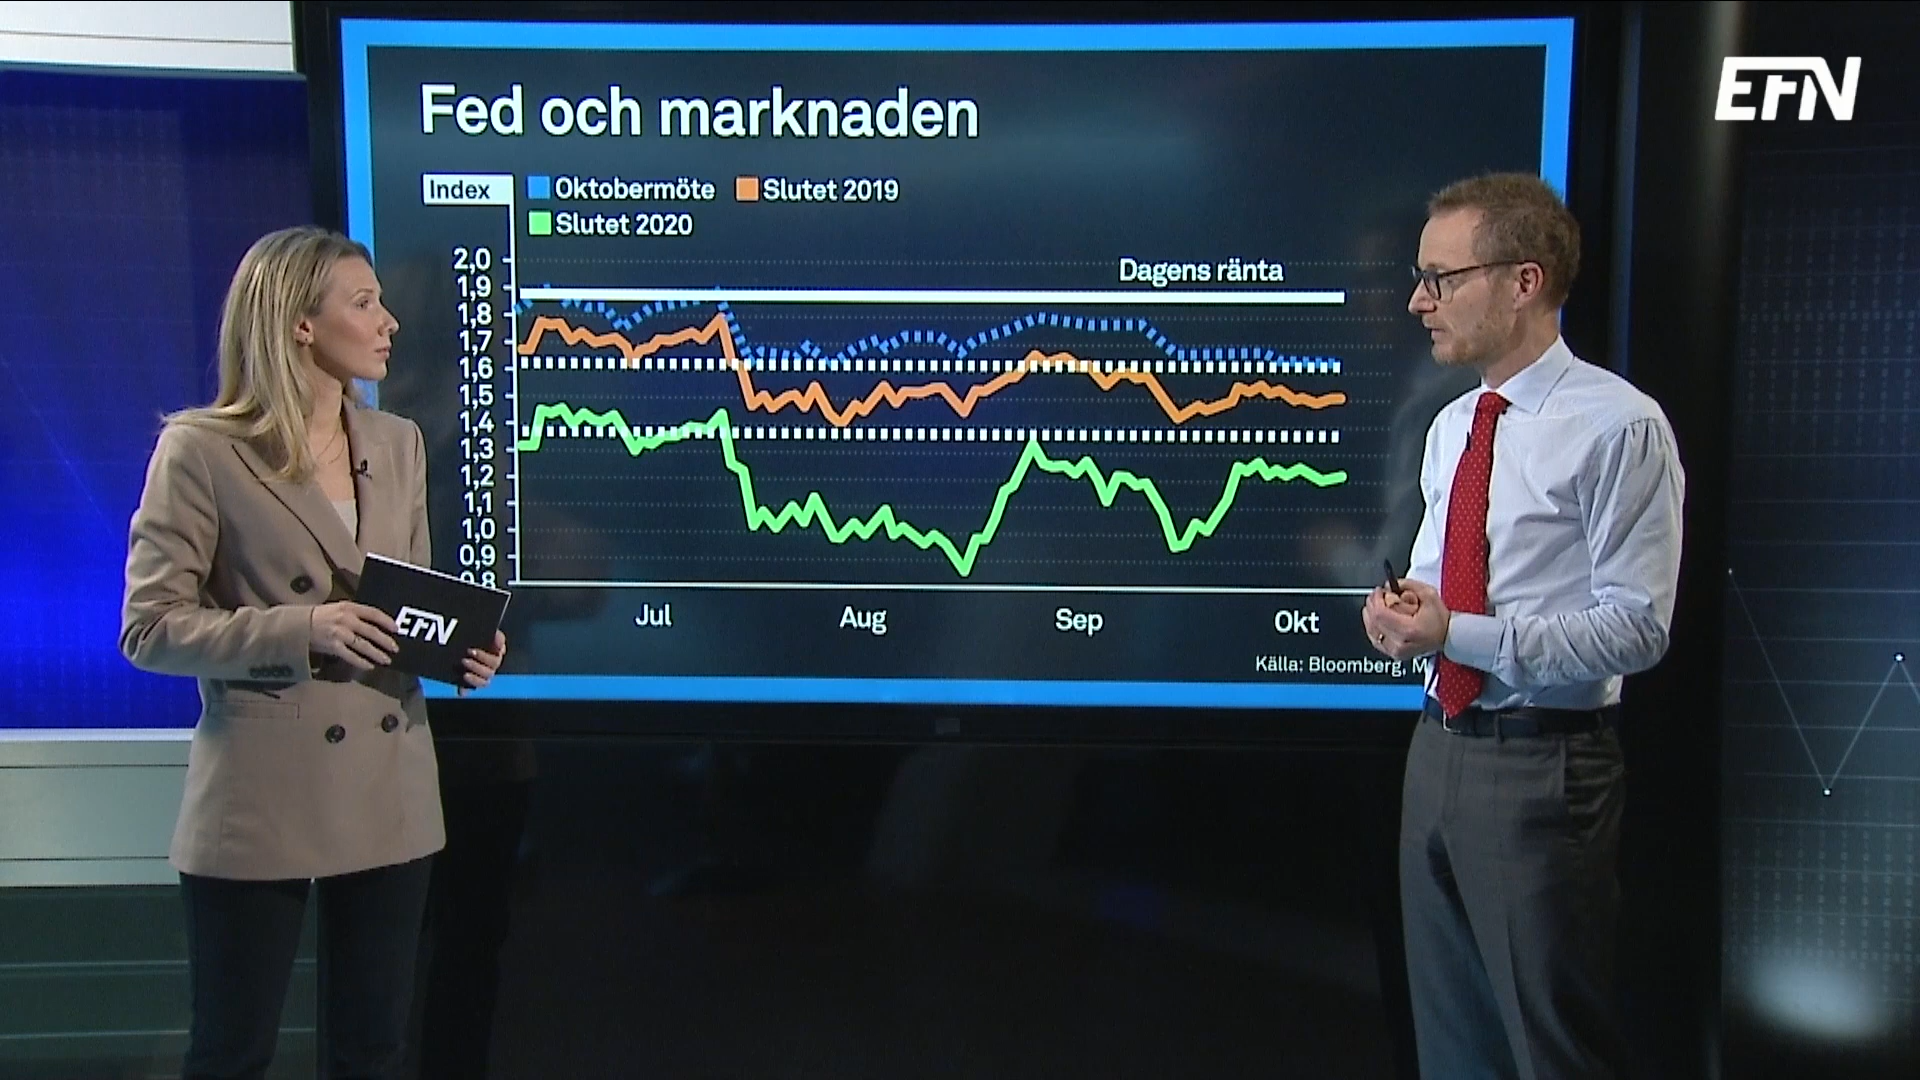 EFN
Fed och marknaden
Index
Oktobermöte
Slutet 2019
Slutet 2020
Dagens ränta
2,0
1,9
1,8
1,7
1,6
1,5
1,4
1,3
1,2
1,1
1,0
0,9
0,8
Jul
Aug
Sep
Okt
Källa: Bloomberg, M
EFN